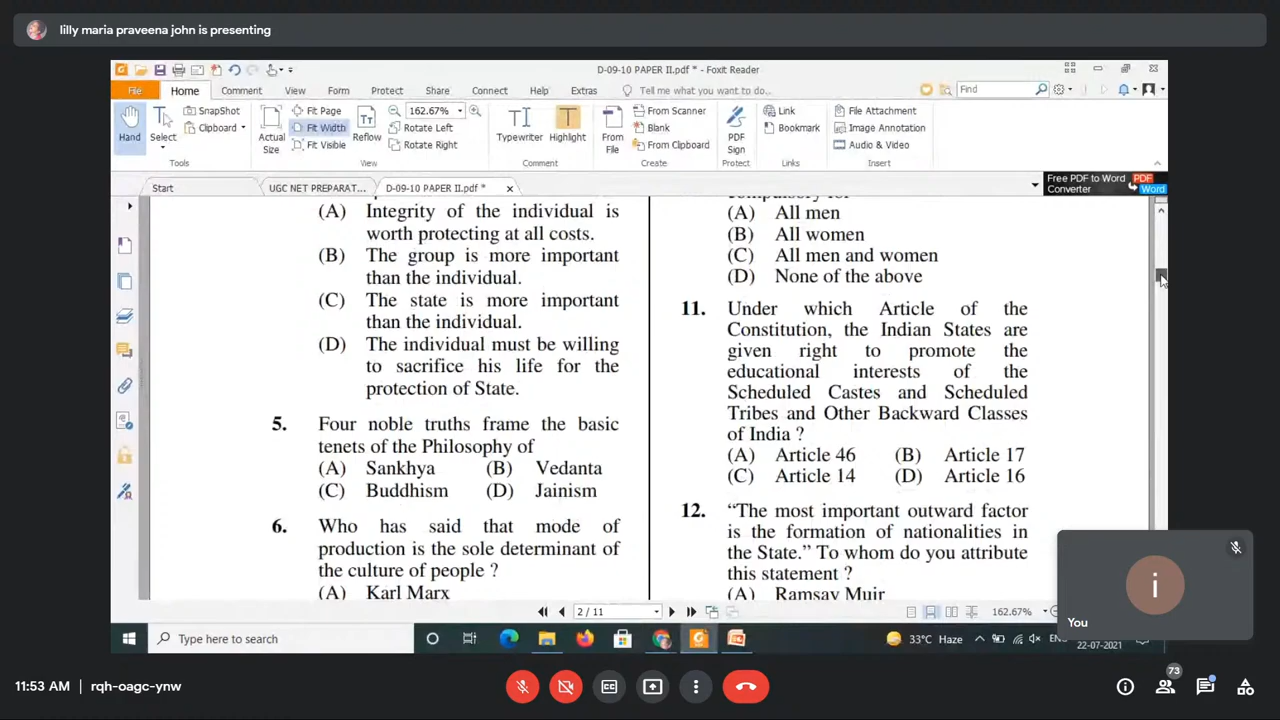 lilly maria praveena john is presenting
D-09-10 PAPER II.pdf * - Foxit Reader
File Home Comment View Form Protect Share Connect Help Extras Tell me what you want to do... Find
Hand Select SnapShot Clipboard Actual Size Fit Page Fit Width Fit Visible Reflow 162.67% Rotate Left Rotate Right Typewriter Highlight From File From Scanner Blank From Clipboard PDF Sign Link Bookmark File Attachment Image Annotation Audio & Video
Tools View Comment Create Protect Links Insert
Start UGC NET PREPARAT... D-09-10 PAPER II.pdf * Free PDF to Word Converter PDF Word
(A) Integrity of the individual is
worth protecting at all costs.
(B) The group is more important
than the individual.
(C) The state is more important
than the individual.
(D) The individual must be willing
to sacrifice his life for the
protection of State.
5. Four noble truths frame the basic
tenets of the Philosophy of
(A) Sankhya (B) Vedanta
(C) Buddhism (D) Jainism
6. Who has said that mode of
production is the sole determinant of
the culture of people ?
(A) Karl Marx
(A) All men
(B) All women
(C) All men and women
(D) None of the above
11. Under which Article of the
Constitution, the Indian States are
given right to promote the
educational interests of the
Scheduled Castes and Scheduled
Tribes and Other Backward Classes
of India ?
(A) Article 46 (B) Article 17
(C) Article 14 (D) Article 16
12. “The most important outward factor
is the formation of nationalities in
the State.” To whom do you attribute
this statement ?
(A) Ramsay Muir
2 / 11 162.67%
i
You
Type here to search 33°C Haze
22-07-2021
11:53 AM rqh-oagc-ynw 73